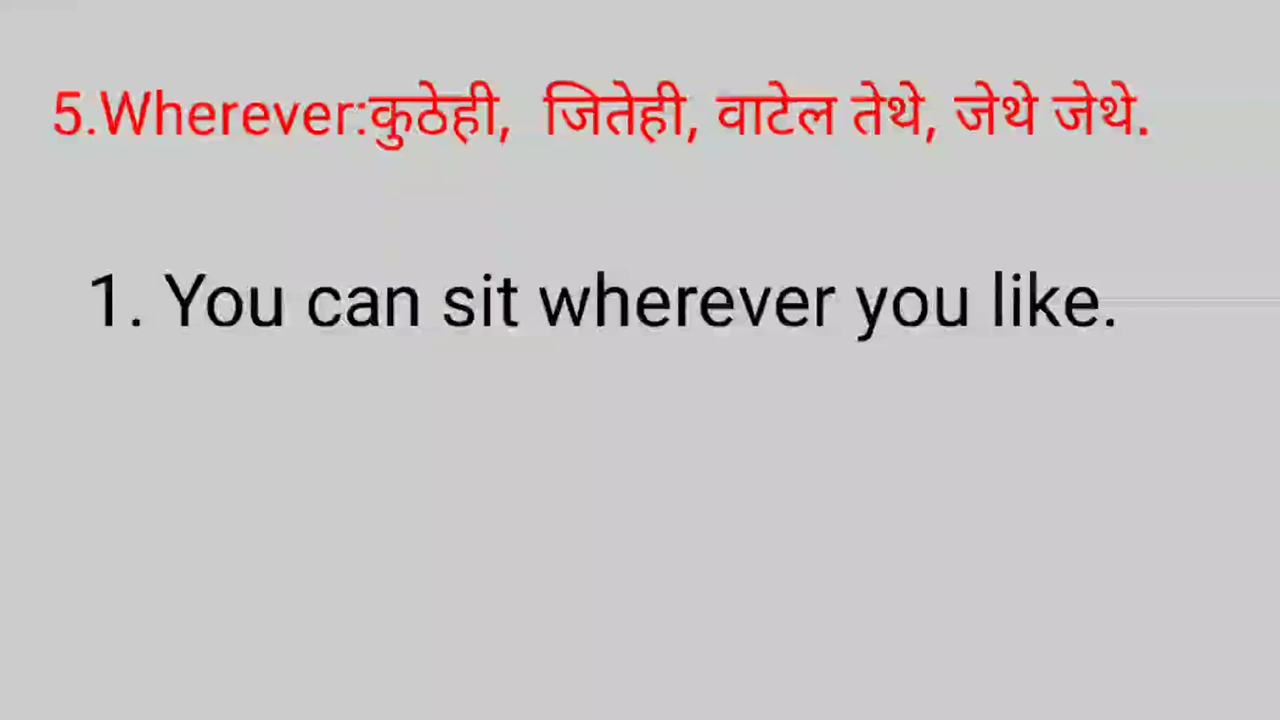 5.Wherever:कुठेही, जितेही, वाटेल तेथे, जेथे जेथे.
1. You can sit wherever you like.